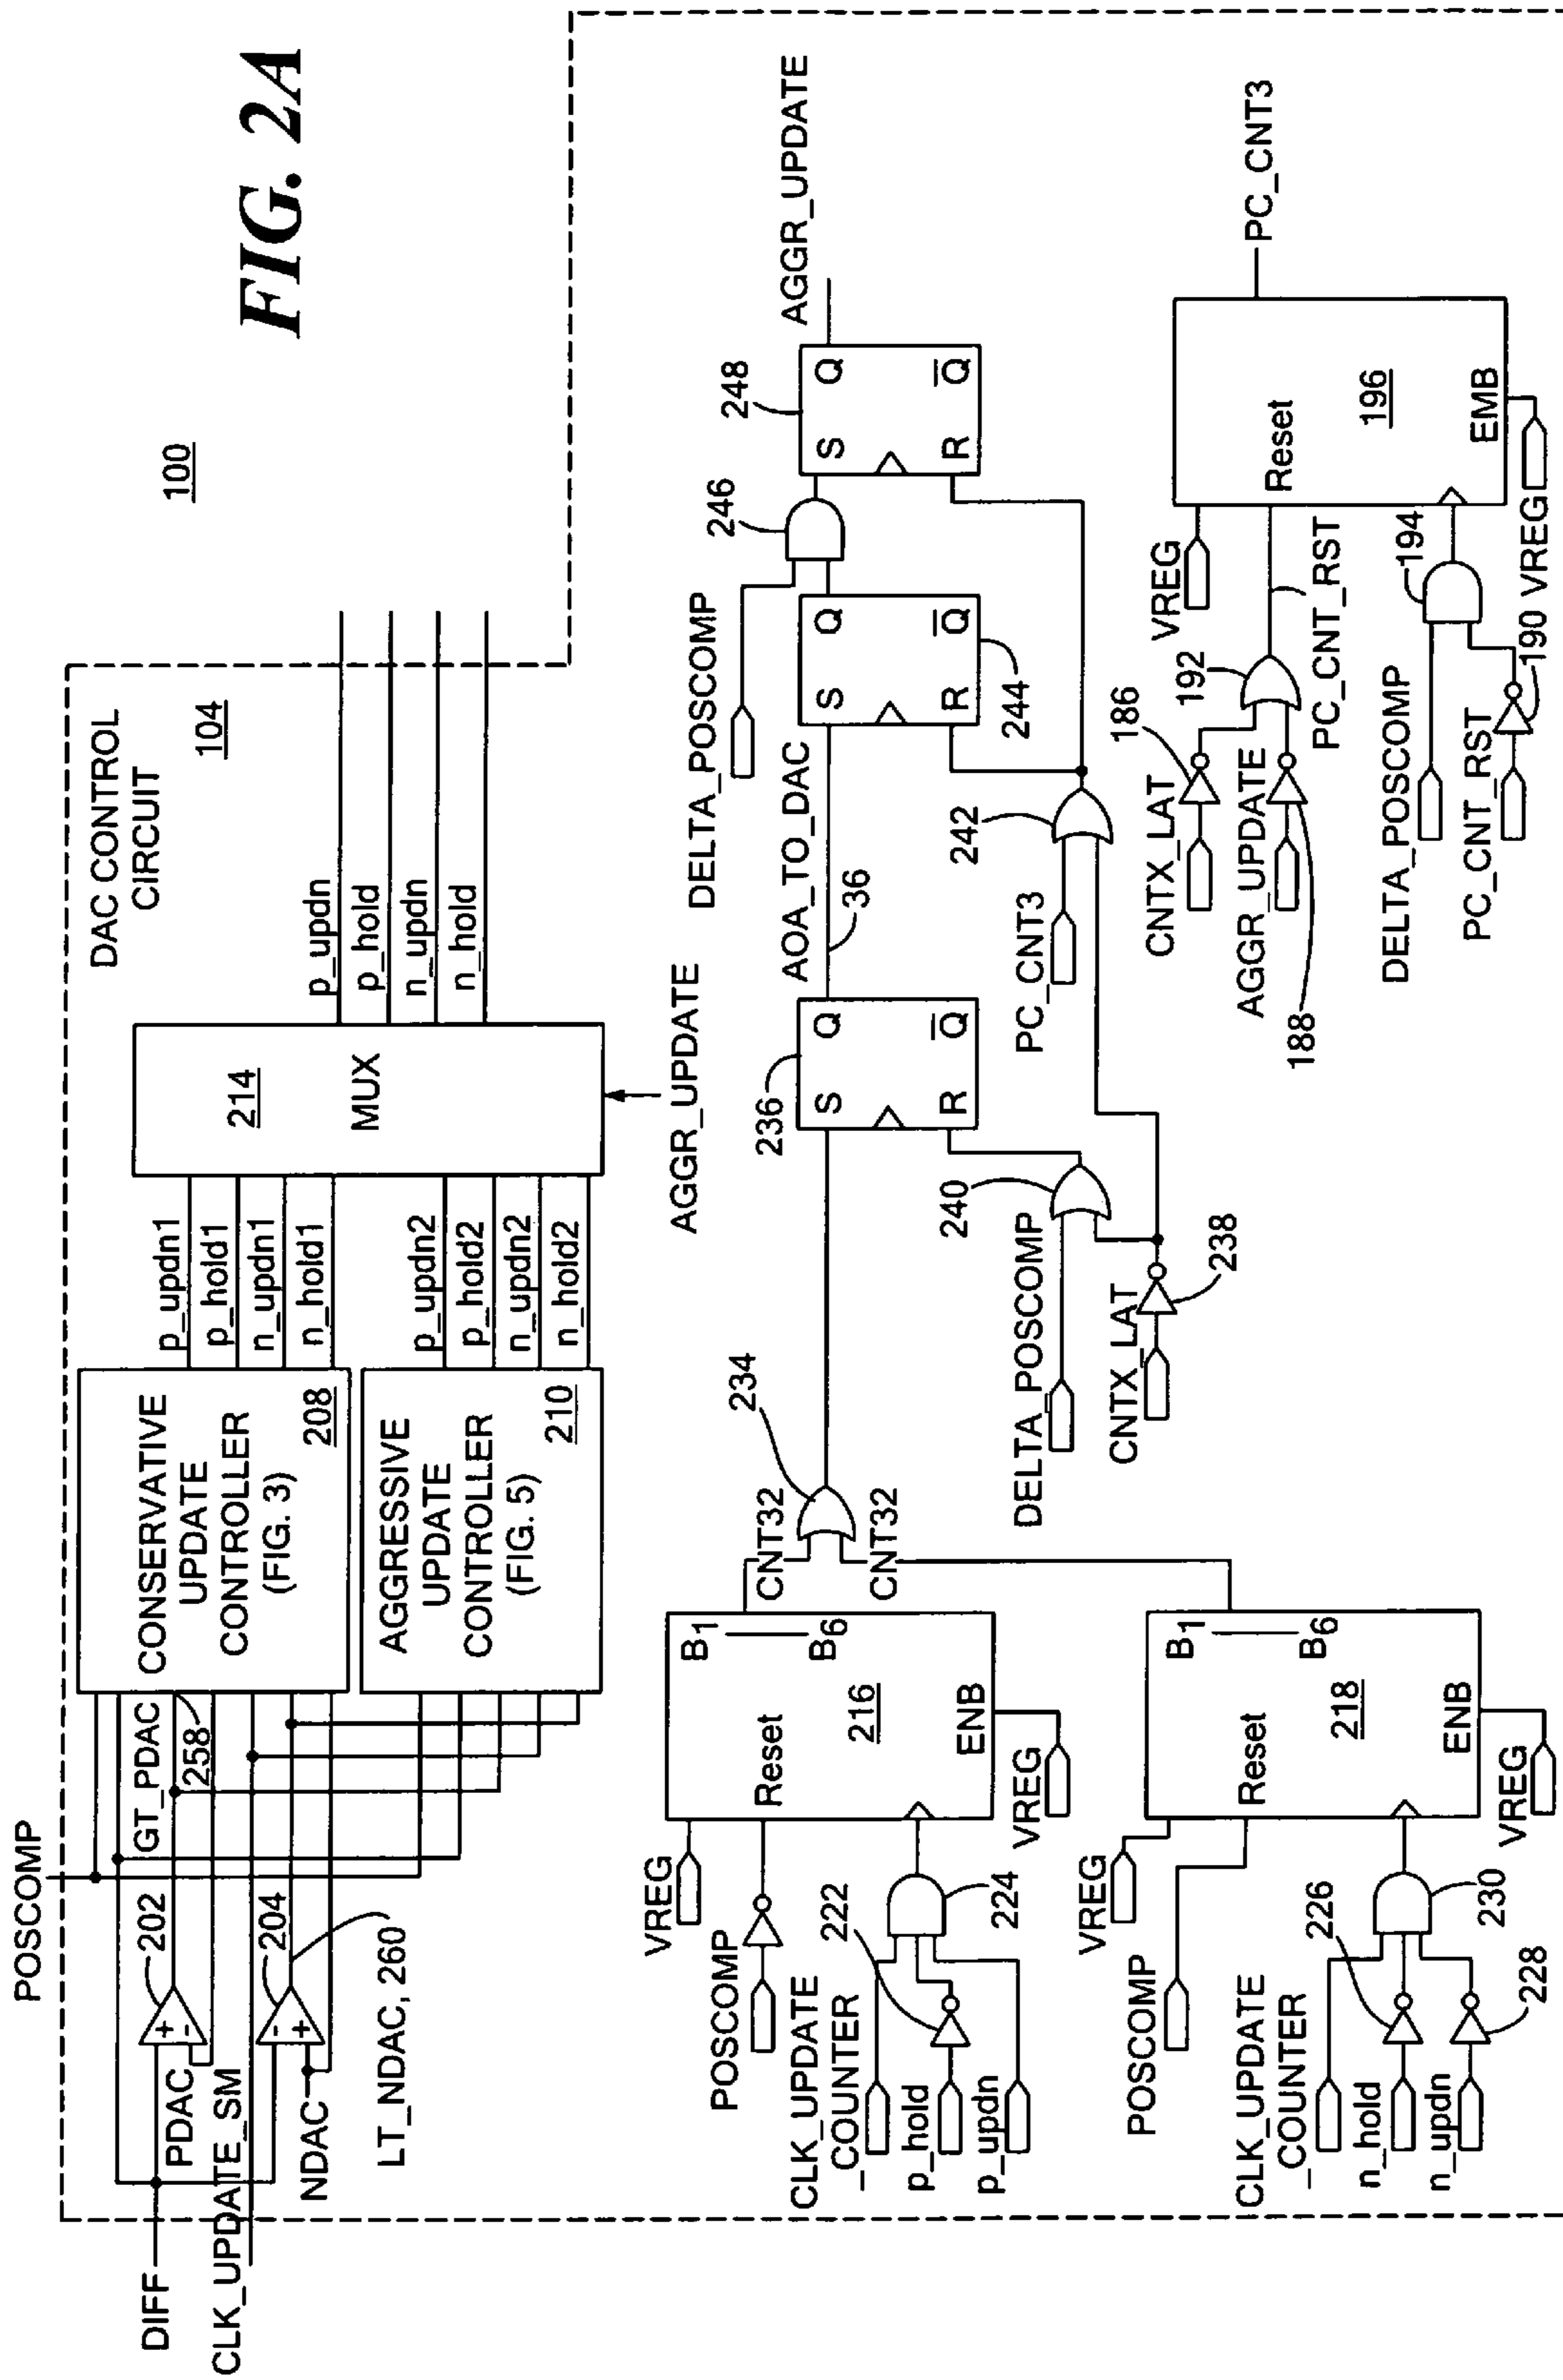 FIG. 2A
100
DAC CONTROL
CIRCUIT
104
POSCOMP
DIFF
PDAC
CLK_UPDATE_SM
NDAC
202
204
LT_NDAC, 260
GT_PDAC
258
CONSERVATIVE
UPDATE
CONTROLLER
(FIG. 3)
208
AGGRESSIVE
UPDATE
CONTROLLER
(FIG. 5)
210
p_updn1
p_hold1
n_updn1
n_hold1
p_updn2
p_hold2
n_updn2
n_hold2
214
MUX
AGGR_UPDATE
p_updn
p_hold
n_updn
n_hold
VREG
POSCOMP
CLK_UPDATE
_COUNTER
p_hold
p_updn
222
224
Reset
216
B1
B6
ENB
VREG
CNT32
CNT32
234
VREG
POSCOMP
CLK_UPDATE
_COUNTER
n_hold
n_updn
226
228
230
Reset
218
B1
B6
ENB
VREG
DELTA_POSCOMP
CNTX_LAT
238
240
236
S
R
Q
Q
AOA_TO_DAC
36
PC_CNT3
242
DELTA_POSCOMP
S
R
Q
Q
244
246
248
S
R
Q
Q
AGGR_UPDATE
CNTX_LAT
AGGR_UPDATE
186
188
192
PC_CNT_RST
VREG
DELTA_POSCOMP
PC_CNT_RST
190
194
VREG
Reset
196
EMB
PC_CNT3